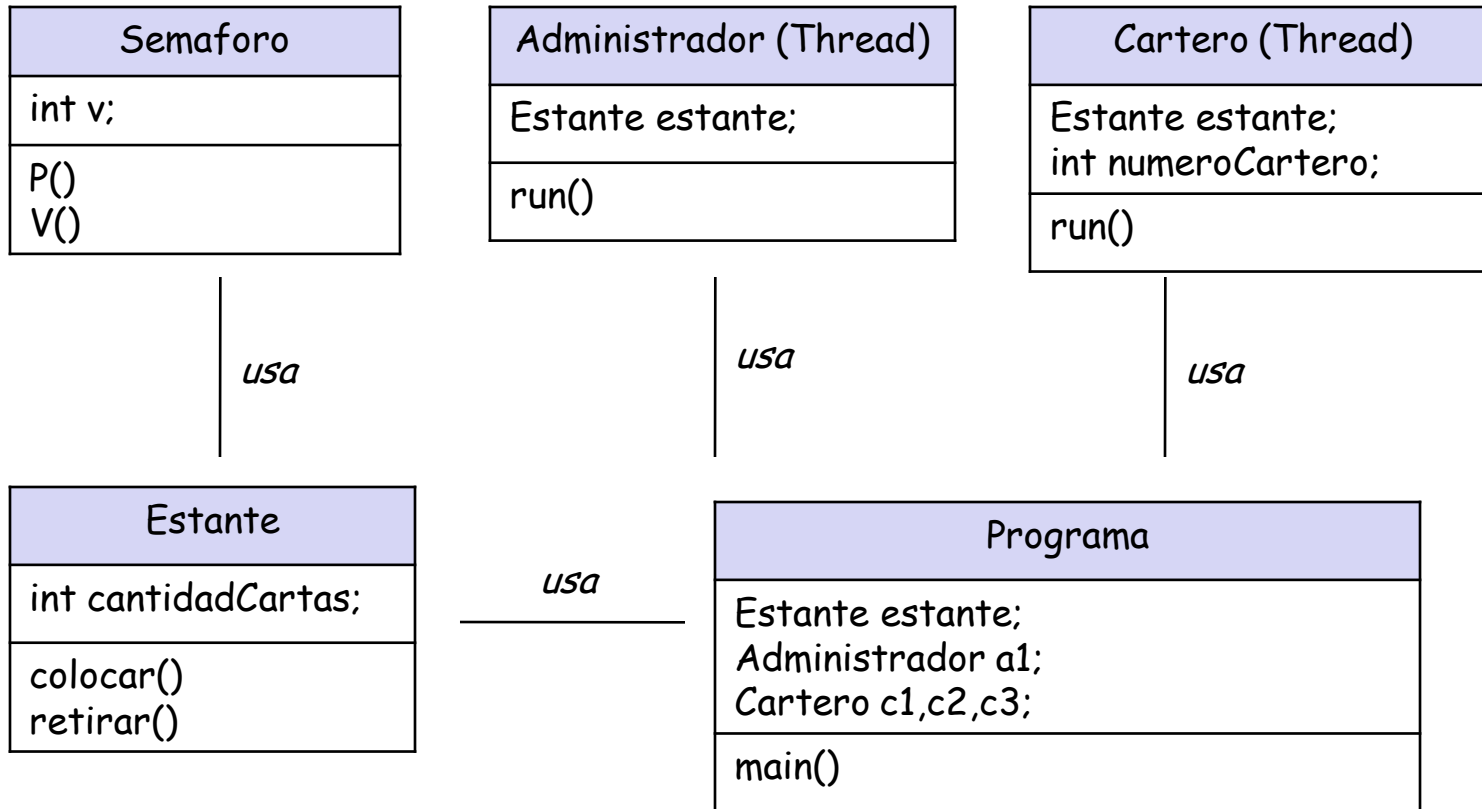 Semaforo
int v;
P()
V()
Administrador (Thread)
Estante estante;
run()
Cartero (Thread)
Estante estante;
int numeroCartero;
run()
usa
usa
usa
Estante
int cantidadCartas;
colocar()
retirar()
usa
Programa
Estante estante;
Administrador a1;
Cartero c1,c2,c3;
main()